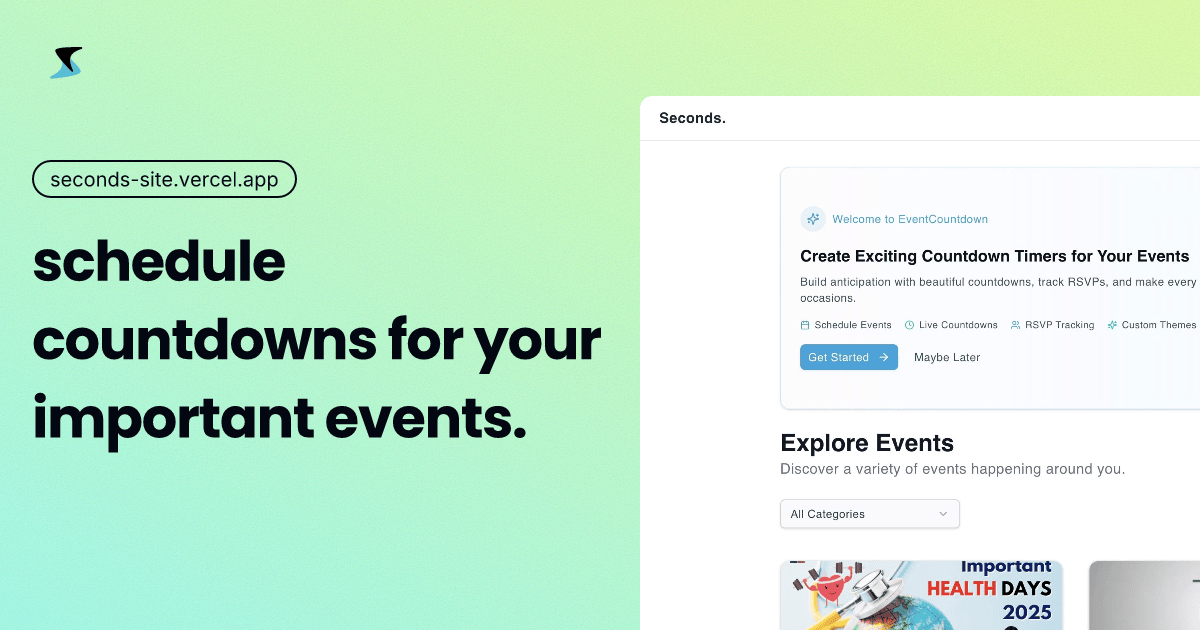 seconds-site.vercel.app
schedule
countdowns for your
important events.
Seconds.
Welcome to EventCountdown
Create Exciting Countdown Timers for Your Events
Build anticipation with beautiful countdowns, track RSVPs, and make every
occasions.
Schedule Events Live Countdowns RSVP Tracking Custom Themes
Get Started Maybe Later
Explore Events
Discover a variety of events happening around you.
All Categories
Important
HEALTH DAYS
2025